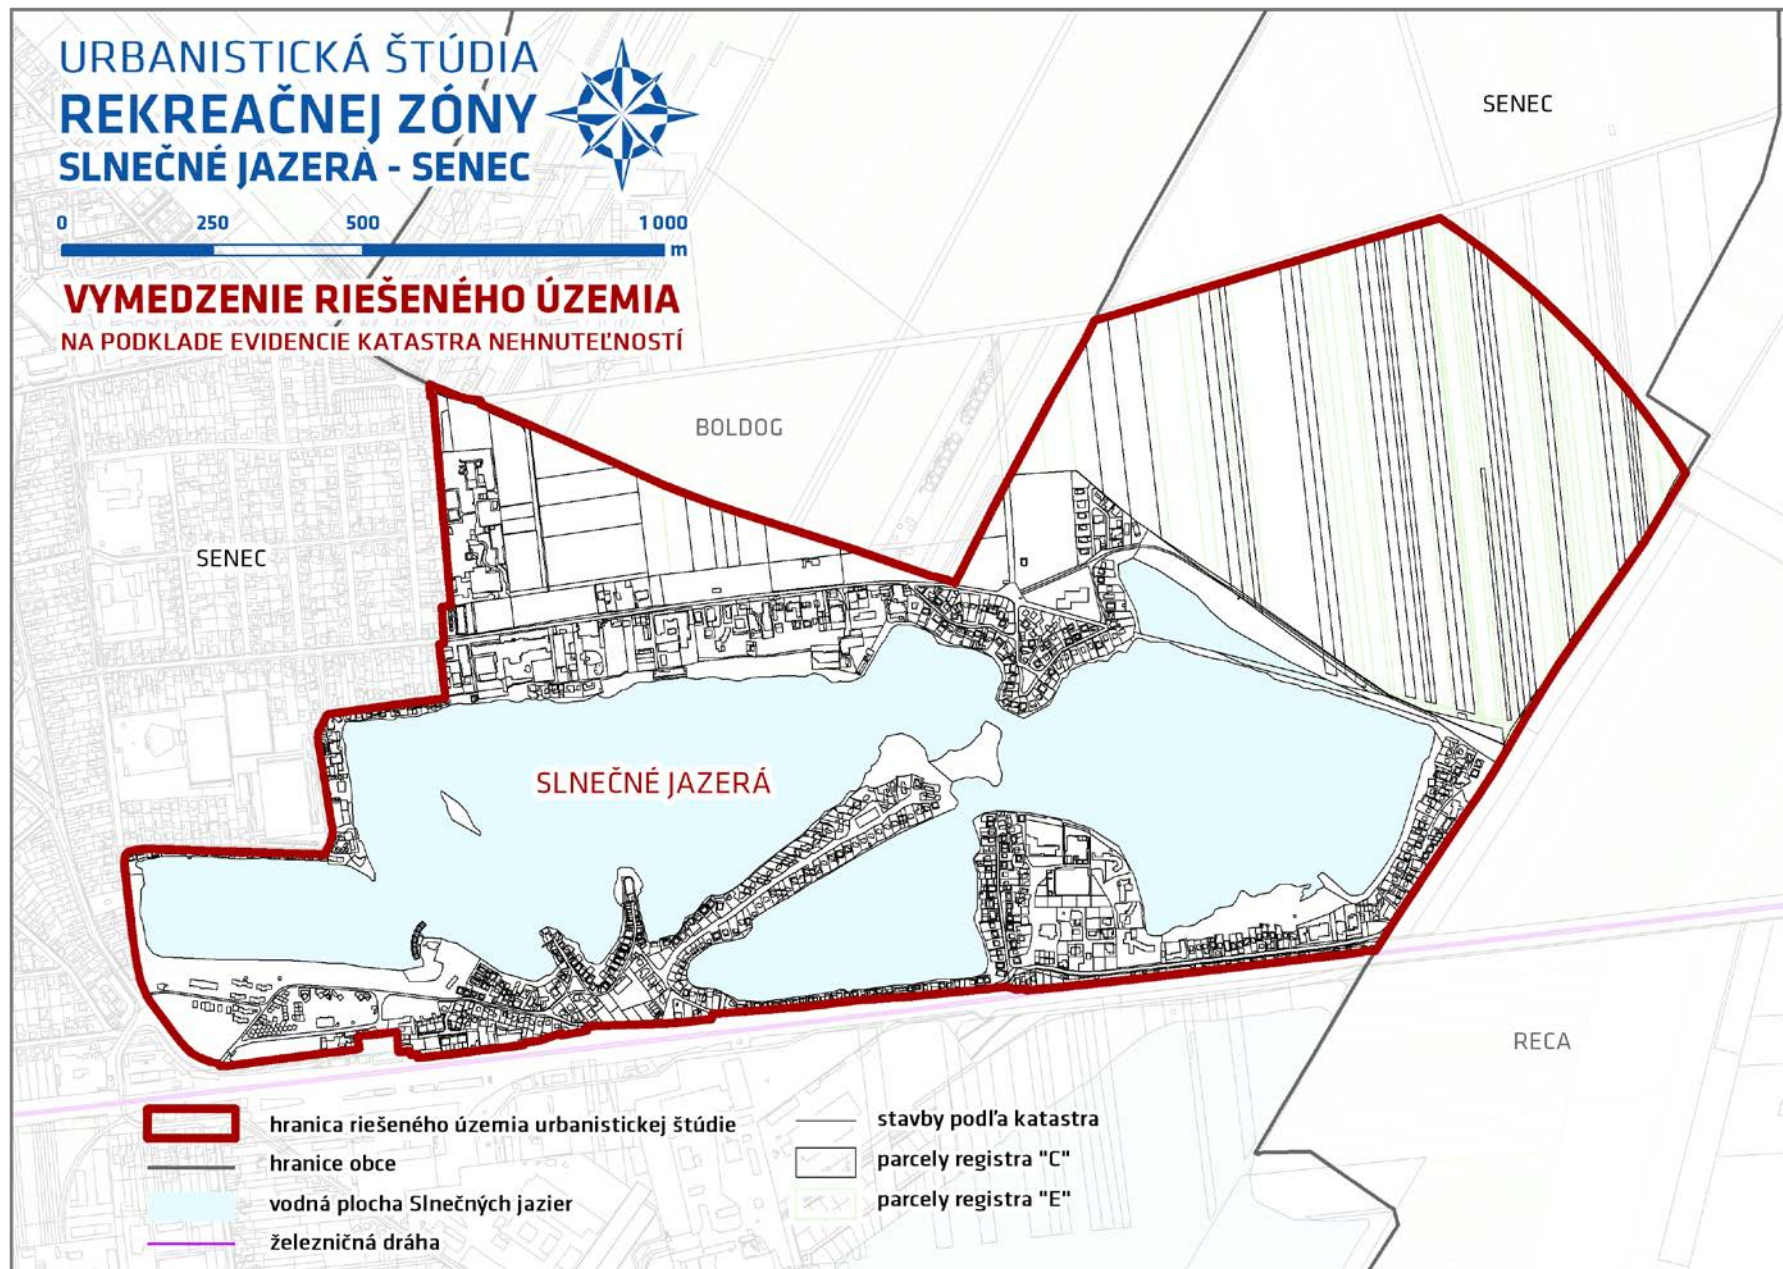 URBANISTICKÁ ŠTÚDIA
REKREAČNEJ ZÓNY
SLNEČNÉ JAZERÁ - SENEC
0 250 500 1 000
m
VYMEDZENIE RIEŠENÉHO ÚZEMIA
NA PODKLADE EVIDENCIE KATASTRA NEHNUTEĽNOSTÍ
SENEC
BOLDOG
SENEC
SLNEČNÉ JAZERÁ
RECA
hranica riešeného územia urbanistickej štúdie
hranice obce
vodná plocha Slnečných jazier
železničná dráha
stavby podľa katastra
parcely registra "C"
parcely registra "E"